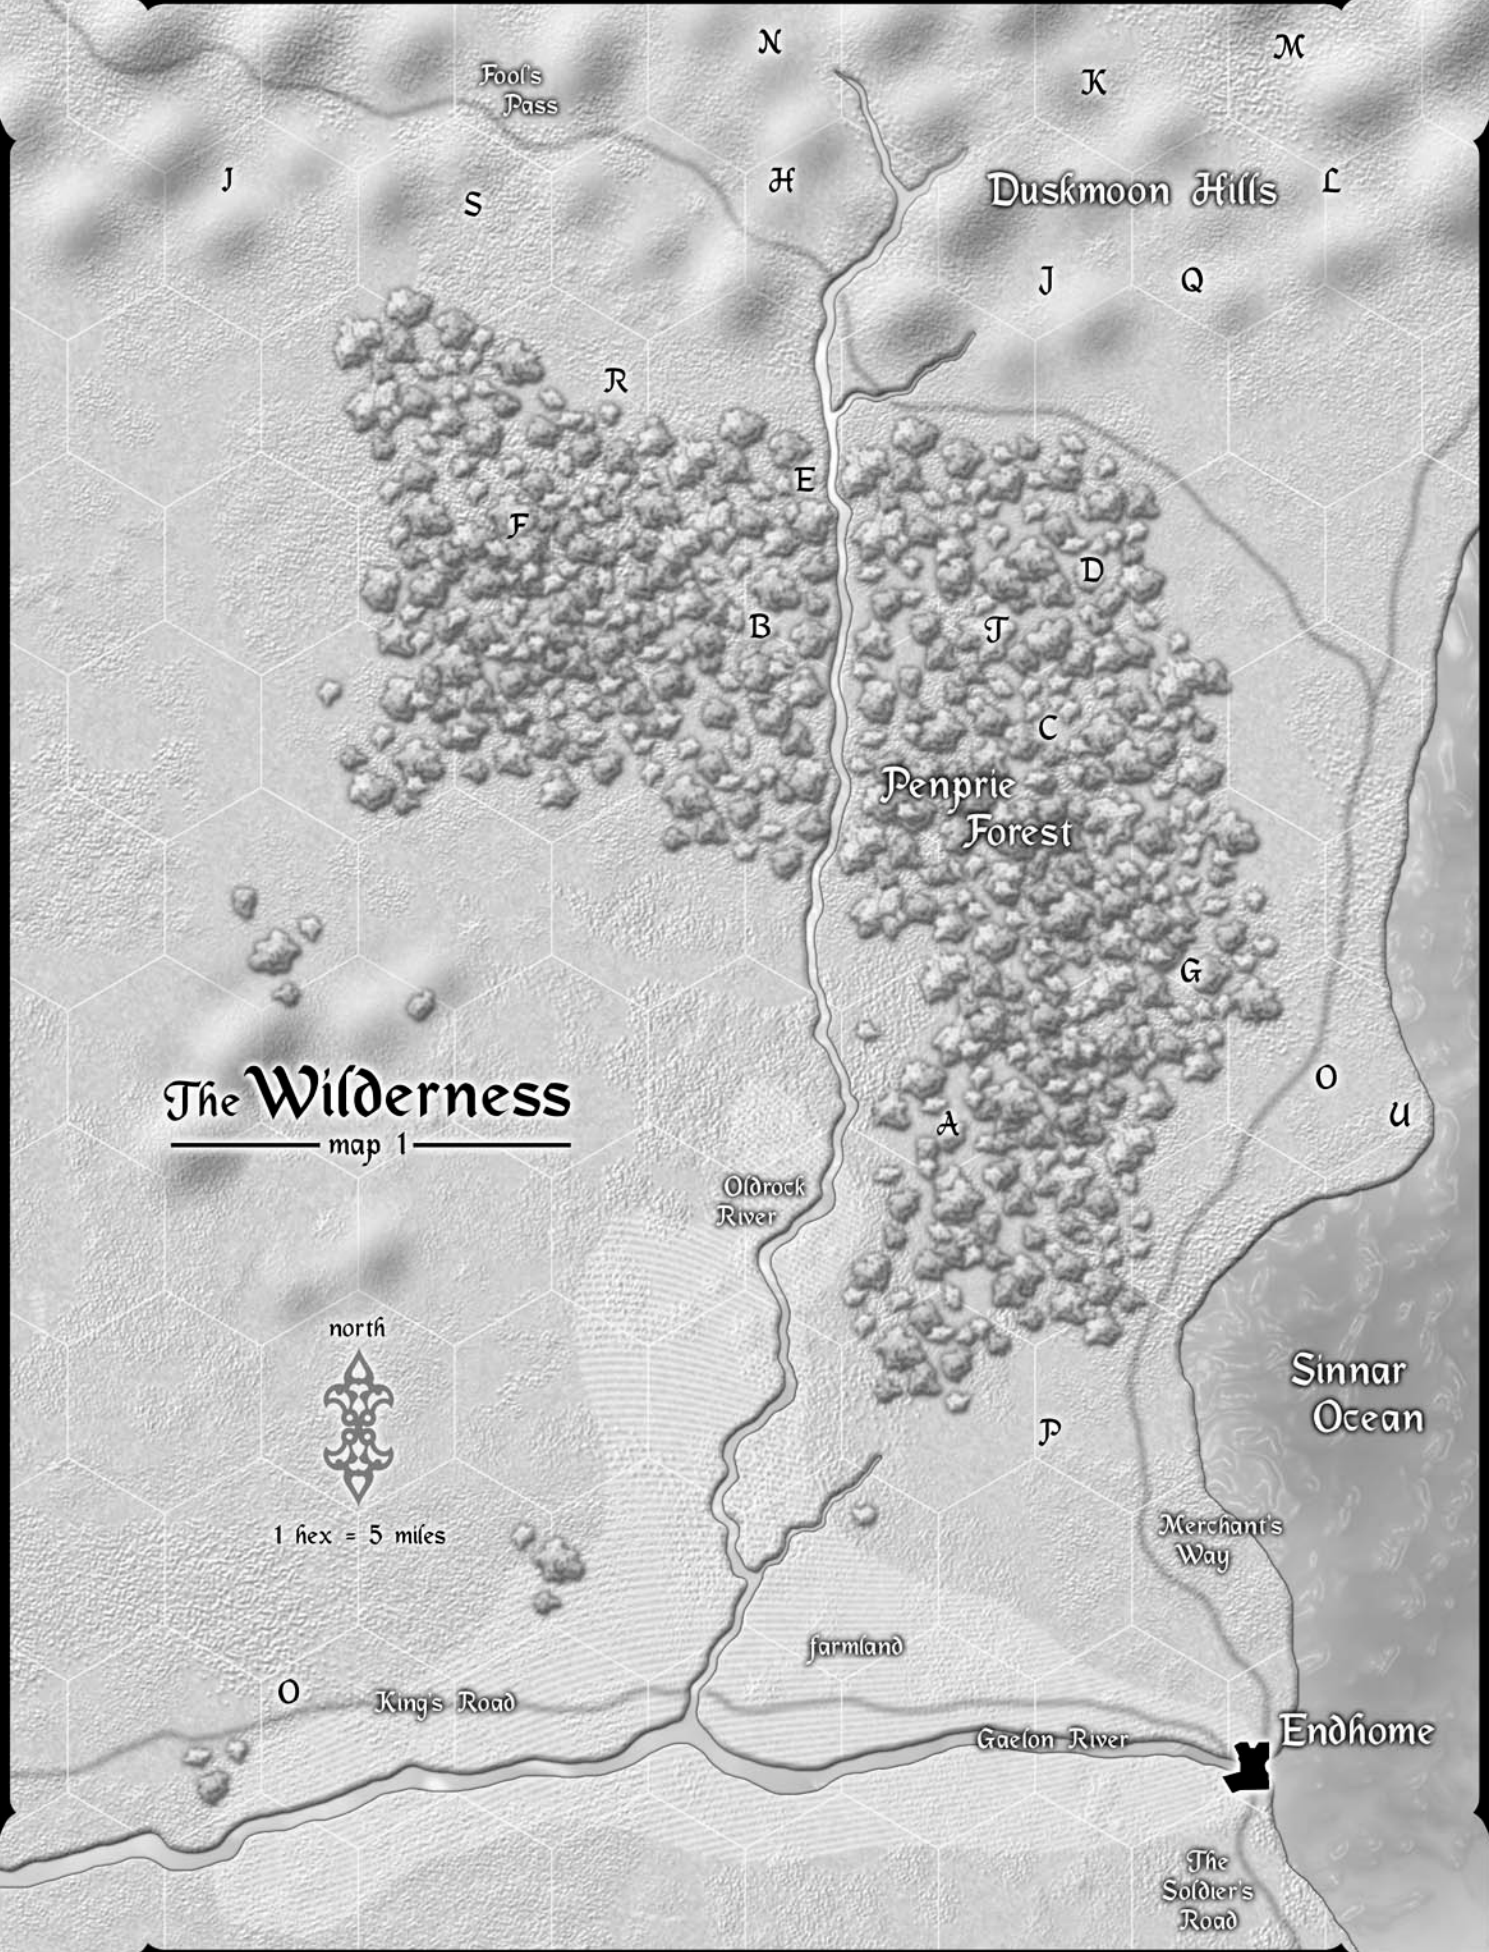 N
M
Fool's
Pass
K
J
S
H
Duskmoon Hills
L
J
Q
R
E
F
D
B
T
C
Penprie
Forest
G
O
U
The Wilderness
map 1
A
Oldrock
River
north
Sinnar
Ocean
P
1 hex = 5 miles
Merchant's
Way
farmland
O
King's Road
Gaelon River
Endhome
The
Soldier's
Road